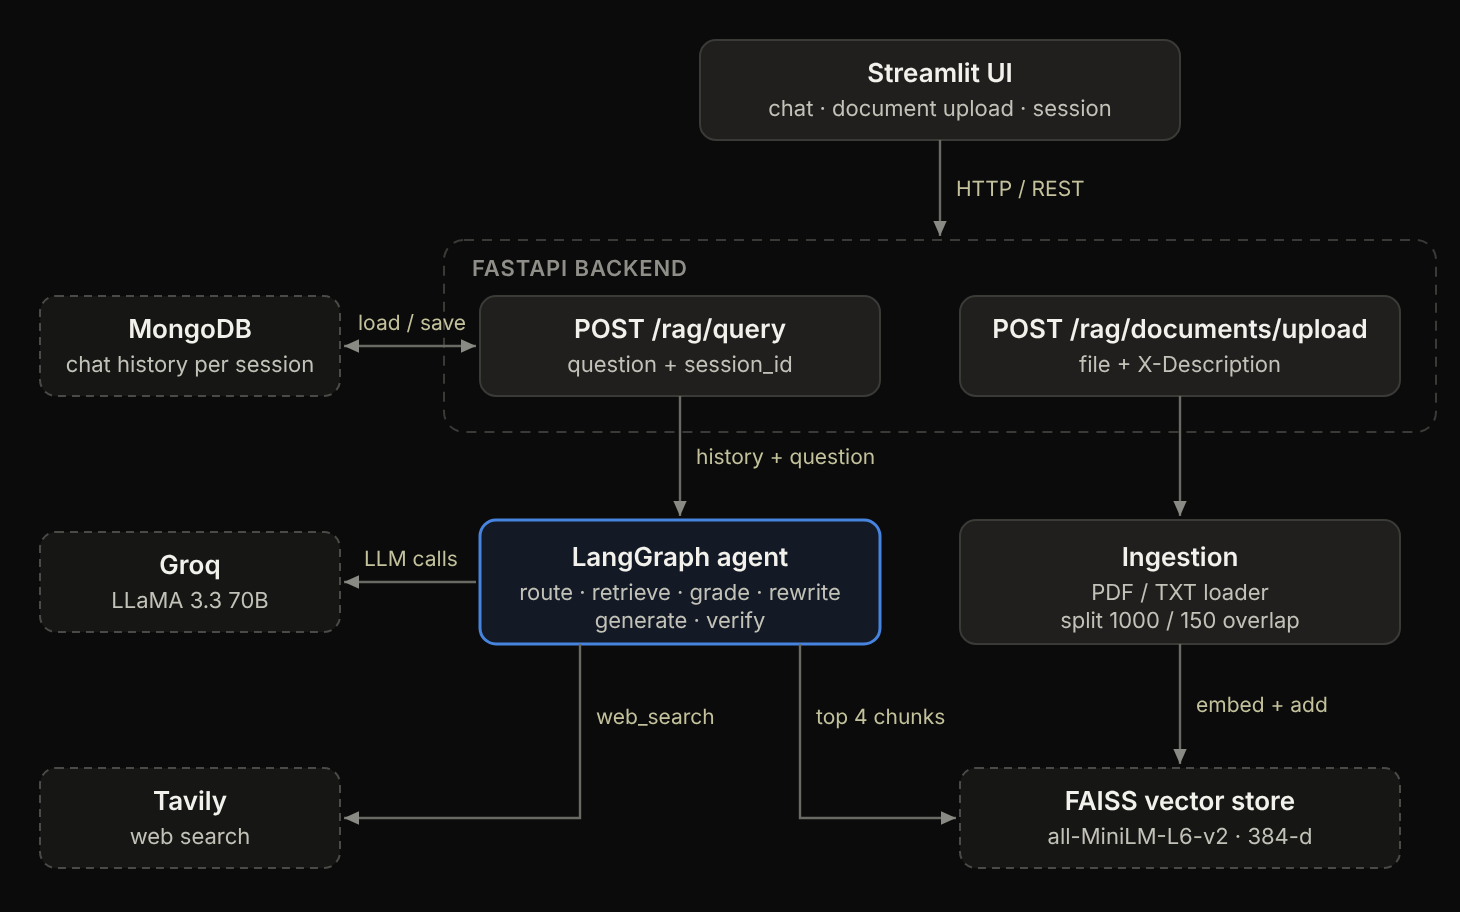 Streamlit UI
chat · document upload · session
HTTP / REST
FASTAPI BACKEND
MongoDB
chat history per session
load / save
POST /rag/query
question + session_id
POST /rag/documents/upload
file + X-Description
history + question
Groq
LLaMA 3.3 70B
LLM calls
LangGraph agent
route · retrieve · grade · rewrite
generate · verify
Ingestion
PDF / TXT loader
split 1000 / 150 overlap
web_search
top 4 chunks
embed + add
Tavily
web search
FAISS vector store
all-MiniLM-L6-v2 · 384-d